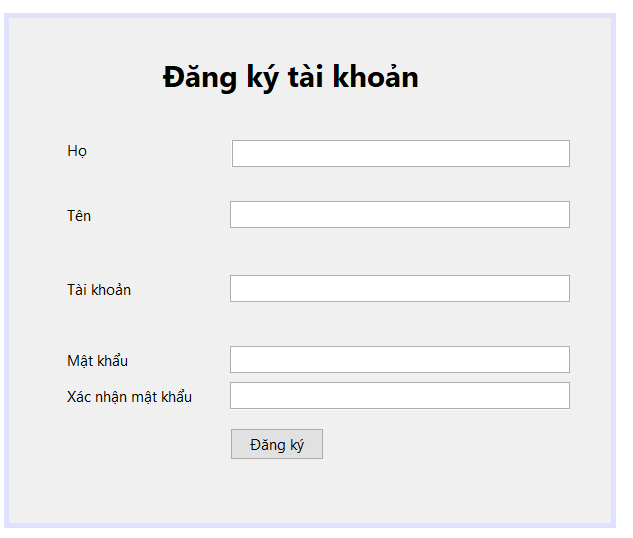 Đăng ký tài khoản
Họ
Tên
Tài khoản
Mật khẩu
Xác nhận mật khẩu
Đăng ký